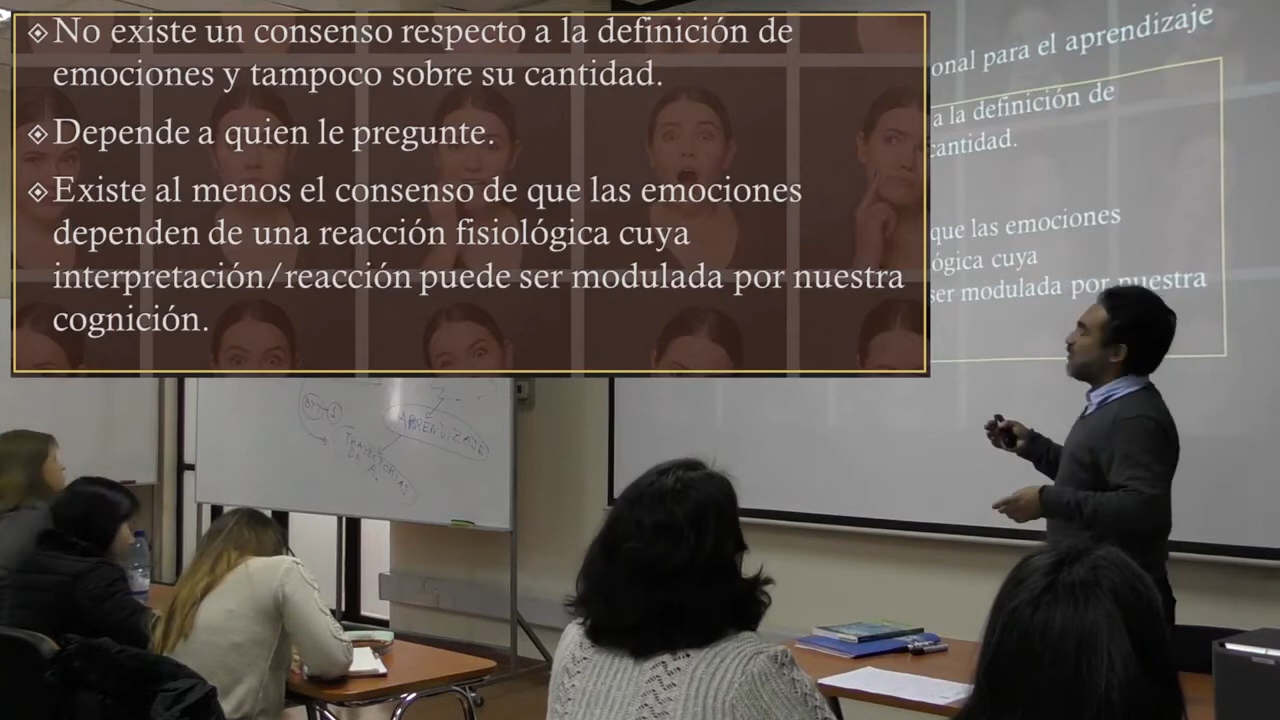 ◈No existe un consenso respecto a la definición de
emociones y tampoco sobre su cantidad.
◈Depende a quien le pregunte.
◈Existe al menos el consenso de que las emociones
dependen de una reacción fisiológica cuya
interpretación/reacción puede ser modulada por nuestra
cognición.
onal para el aprendizaje
a la definición de
cantidad.
que las emociones
ógica cuya
ser modulada por nuestra
APRENDIZAJE
TRAYECTORIAS
DE A.